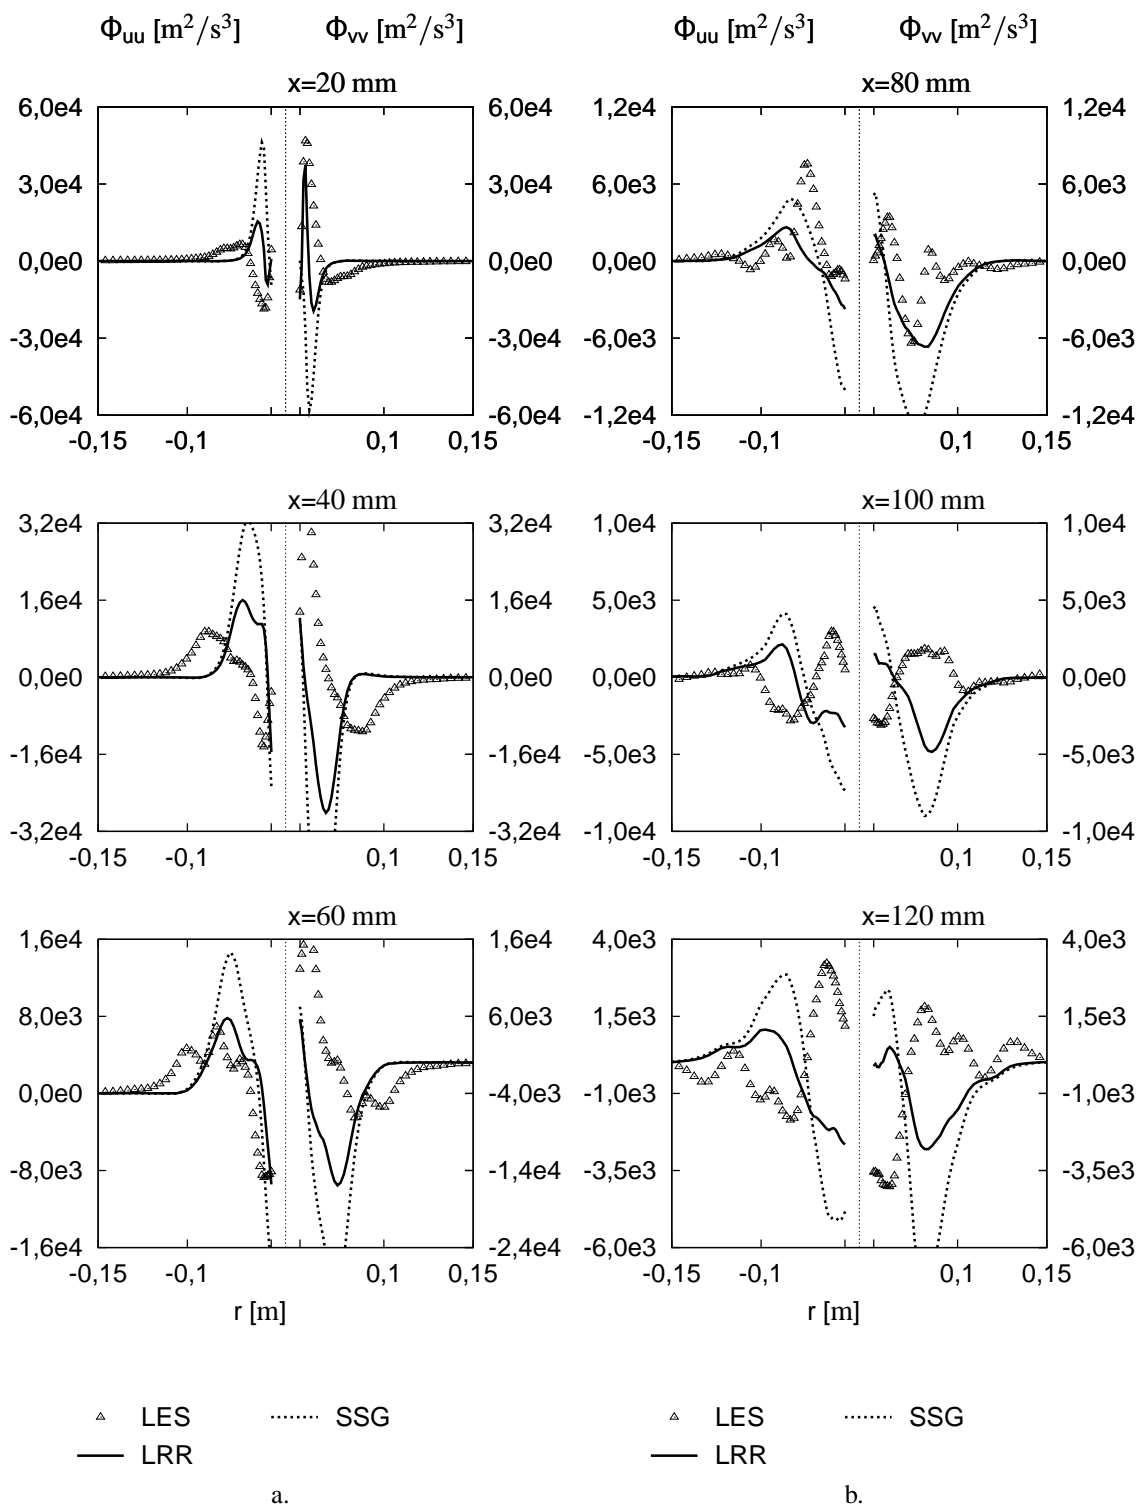 Φuu [m²/s³] Φvv [m²/s³] Φuu [m²/s³] Φvv [m²/s³]
x=20 mm x=80 mm
6,0e4 6,0e4 1,2e4 1,2e4
3,0e4 3,0e4 6,0e3 6,0e3
0,0e0 0,0e0 0,0e0 0,0e0
-3,0e4 -3,0e4 -6,0e3 -6,0e3
-6,0e4 -6,0e4 -1,2e4 -1,2e4
-0,15 -0,1 0,1 0,15 -0,15 -0,1 0,1 0,15
x=40 mm x=100 mm
3,2e4 3,2e4 1,0e4 1,0e4
1,6e4 1,6e4 5,0e3 5,0e3
0,0e0 0,0e0 0,0e0 0,0e0
-1,6e4 -1,6e4 -5,0e3 -5,0e3
-3,2e4 -3,2e4 -1,0e4 -1,0e4
-0,15 -0,1 0,1 0,15 -0,15 -0,1 0,1 0,15
x=60 mm x=120 mm
1,6e4 1,6e4 4,0e3 4,0e3
8,0e3 6,0e3 1,5e3 1,5e3
0,0e0 -4,0e3 -1,0e3 -1,0e3
-8,0e3 -1,4e4 -3,5e3 -3,5e3
-1,6e4 -2,4e4 -6,0e3 -6,0e3
-0,15 -0,1 0,1 0,15 -0,15 -0,1 0,1 0,15
r [m] r [m]
LES SSG LES SSG
LRR LRR
a. b.